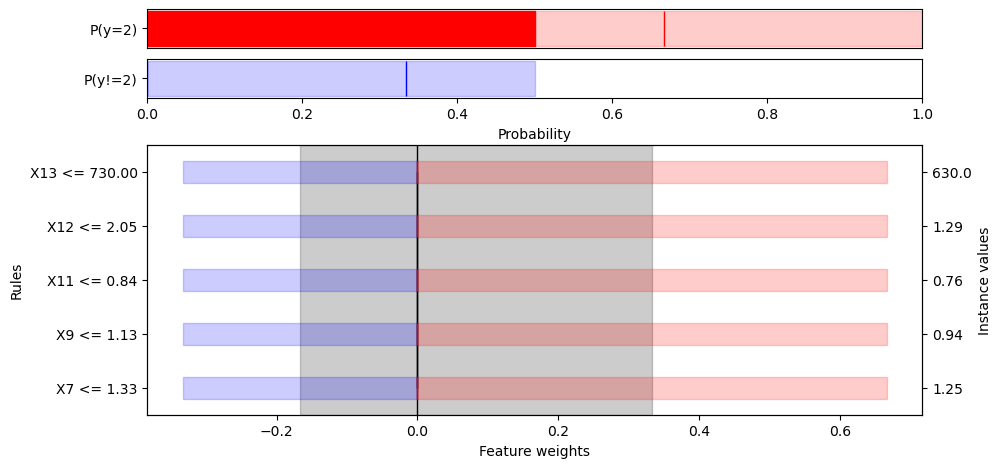 P(y=2)
P(y!=2)
0.0 0.2 0.4 0.6 0.8 1.0
Probability
X13 <= 730.00 630.0
X12 <= 2.05 1.29
X11 <= 0.84 0.76
X9 <= 1.13 0.94
X7 <= 1.33 1.25
Rules
Instance values
−0.2 0.0 0.2 0.4 0.6
Feature weights